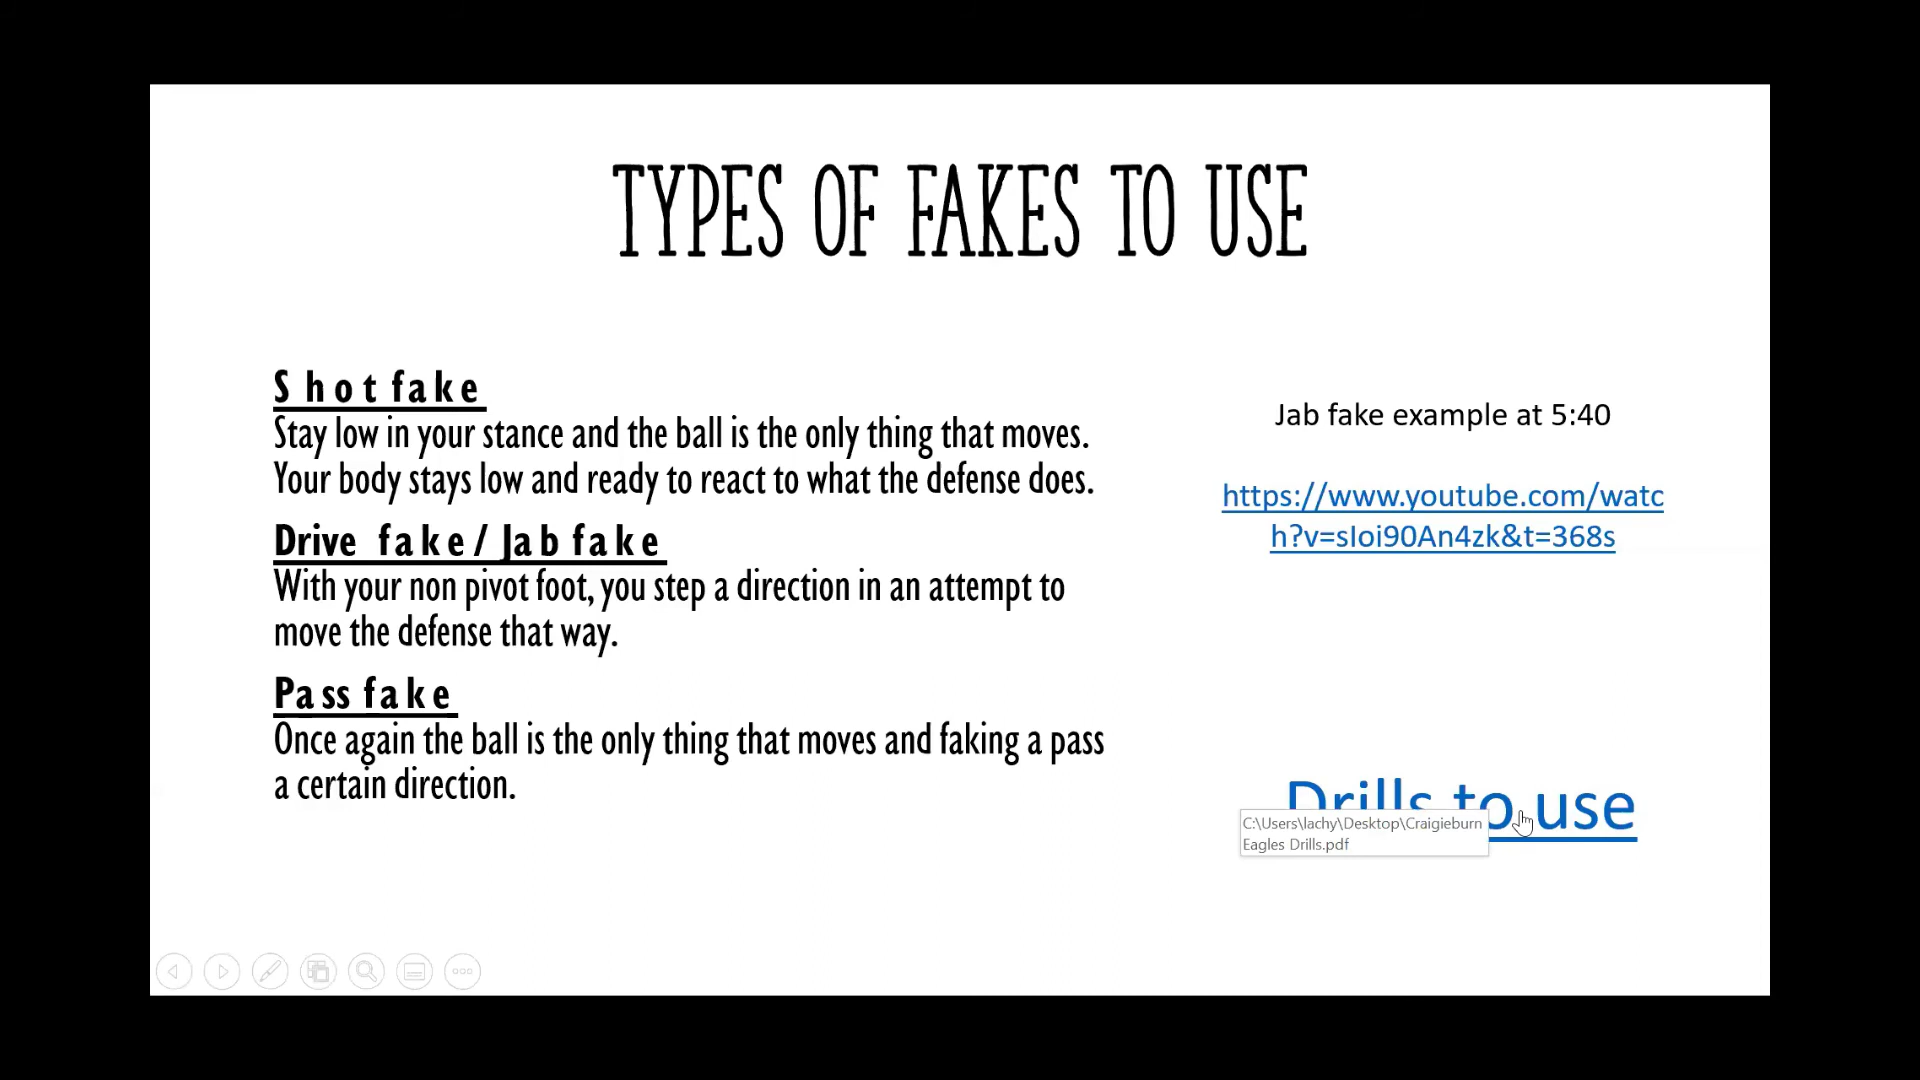 TYPES OF FAKES TO USE
Shot fake
Stay low in your stance and the ball is the only thing that moves.
Your body stays low and ready to react to what the defense does.
Drive fake/ Jab fake
With your non pivot foot, you step a direction in an attempt to
move the defense that way.
Pass fake
Once again the ball is the only thing that moves and faking a pass
a certain direction.
Jab fake example at 5:40
https://www.youtube.com/watc
h?v=sIoi90An4zk&t=368s
Drills to use
C:\Users\lachy\Desktop\Craigieburn
Eagles Drills.pdf